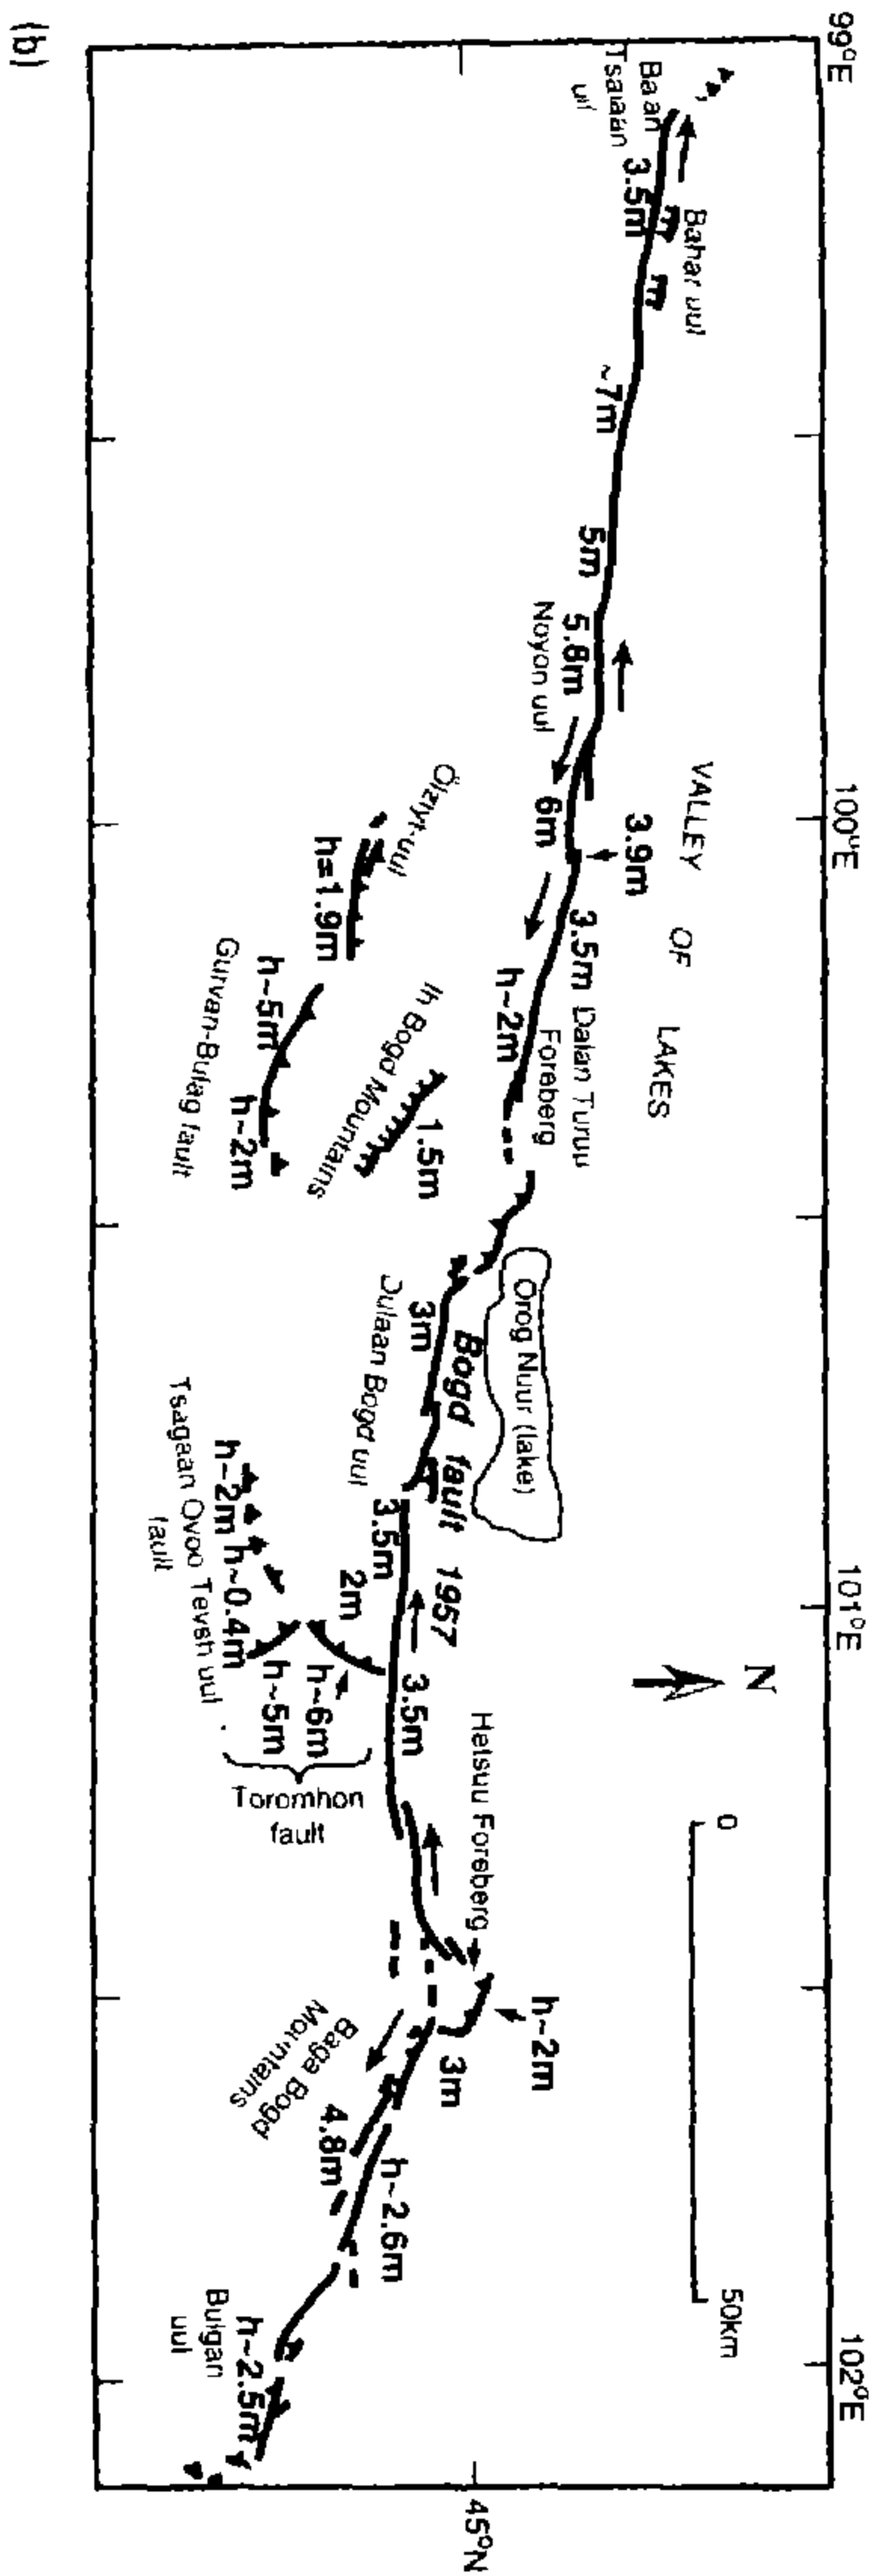 (b)
99°E
100°E
101°E
102°E
45°N
N
0
50km
Baan
Tsagaan
uul
3.5m
Bahar uul
~7m
5m
5.8m
Noyon uul
VALLEY OF LAKES
6m
3.9m
3.5m
Dalan Turuu
Foreberg
h~2m
Ölziyt-uul
h=1.9m
Gurvan-Bulag fault
h~5m
h~2m
Ih Bogd Mountains
1.5m
Orog Nuur (lake)
Bogd fault 1957
Dulaan Bogd uul
3m
3.5m
2m
Tsagaan Ovoo Tevsh uul
fault
h~2m
h~0.4m
h~5m
h~6m
Toromhon
fault
3.5m
Hetsuu Foreberg
h~2m
3m
Baga Bogd
Mountains
4.8m
h~2.6m
Bulgan
uul
h~2.5m